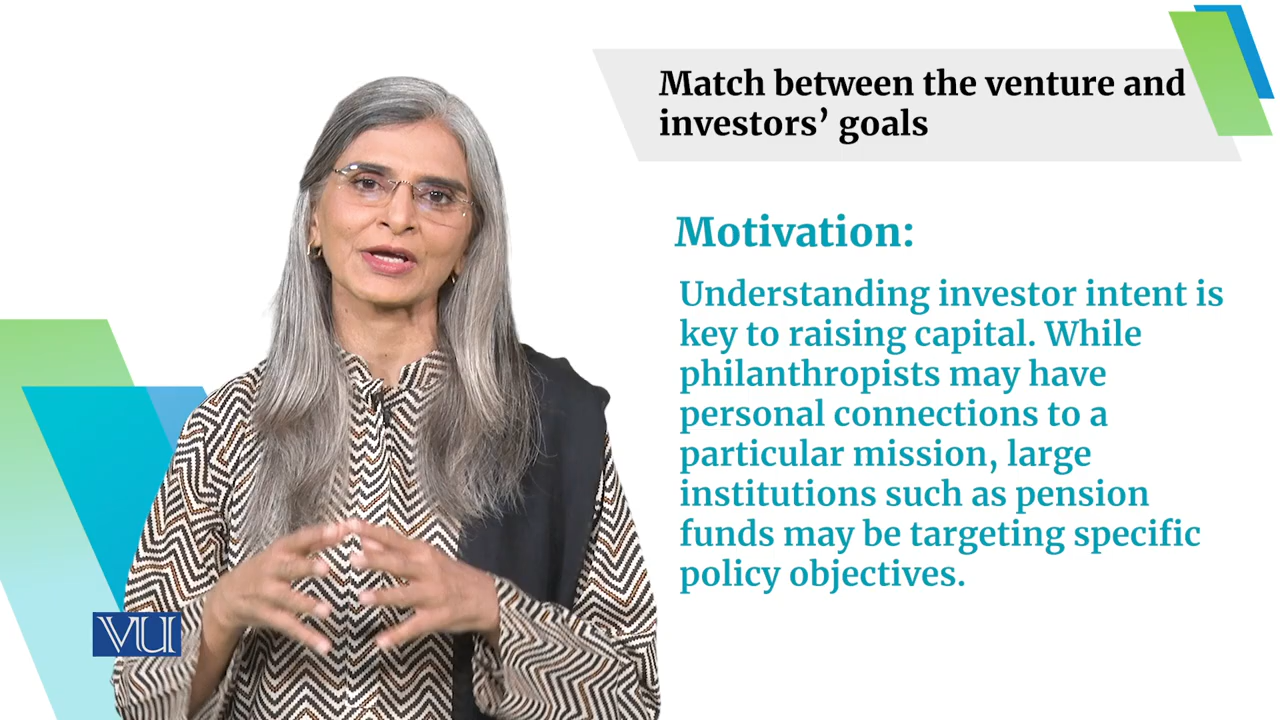 Match between the venture and
investors’ goals
Motivation:
Understanding investor intent is
key to raising capital. While
philanthropists may have
personal connections to a
particular mission, large
institutions such as pension
funds may be targeting specific
policy objectives.
VU